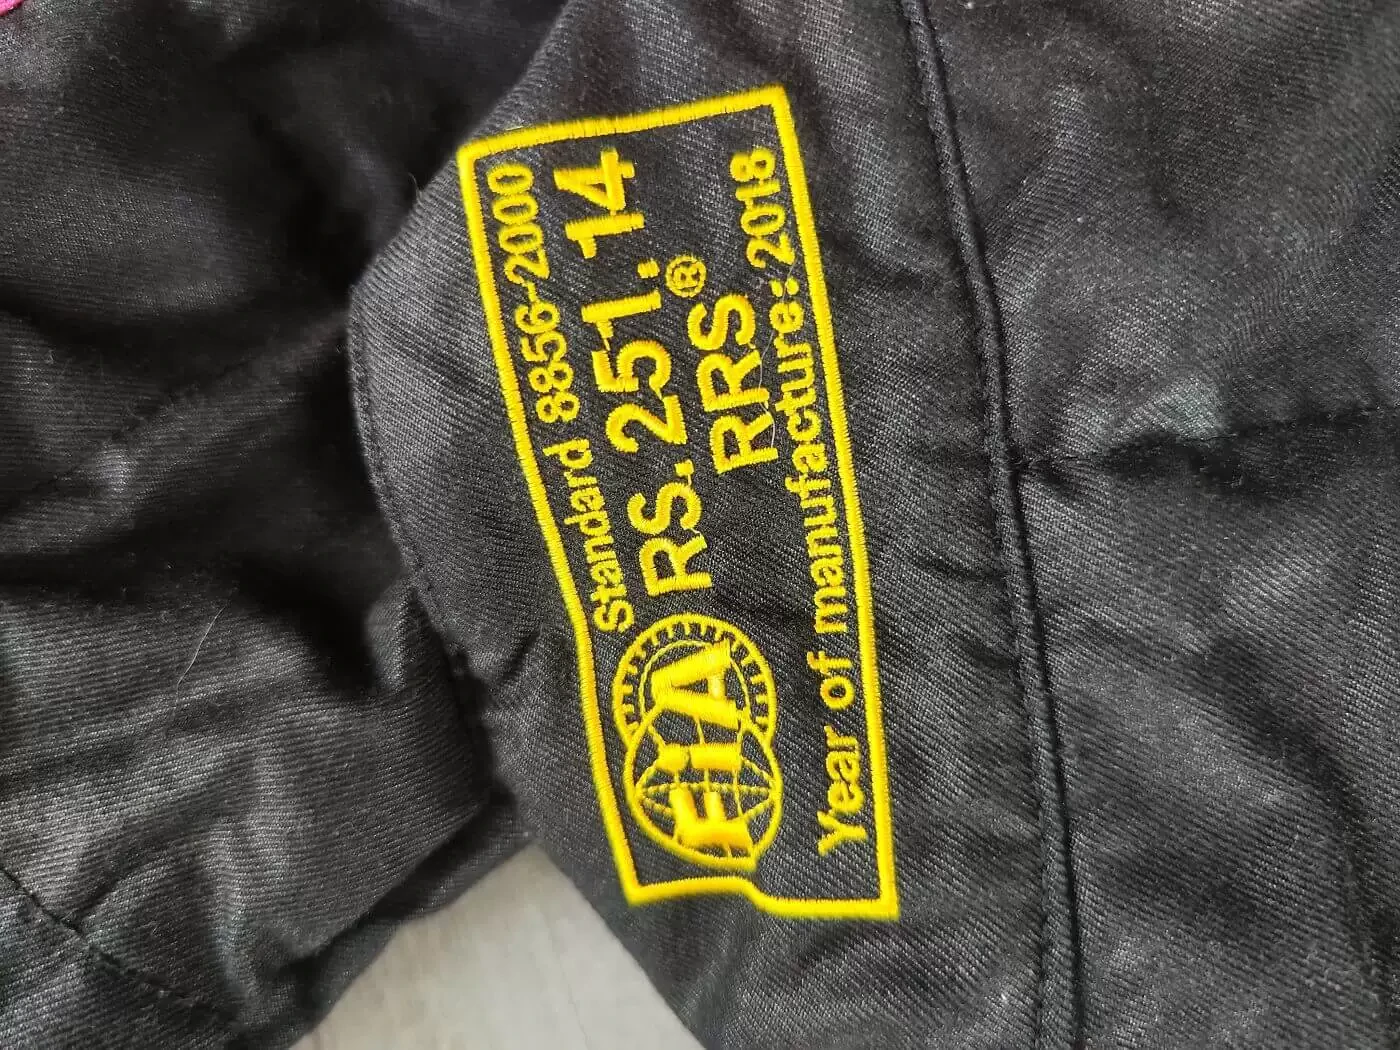 Standard 8856-2000
RS. 251. 14
RRS®
Year of manufacture: 2018
FIA